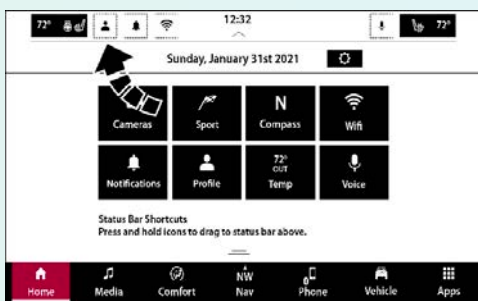 72° 12:32 72°
Sunday, January 31st 2021
Cameras Sport N Compass Wifi
Notifications Profile 72° OUT Temp Voice
Status Bar Shortcuts
Press and hold icons to drag to status bar above.
Home Media Comfort NW Nav Phone Vehicle Apps